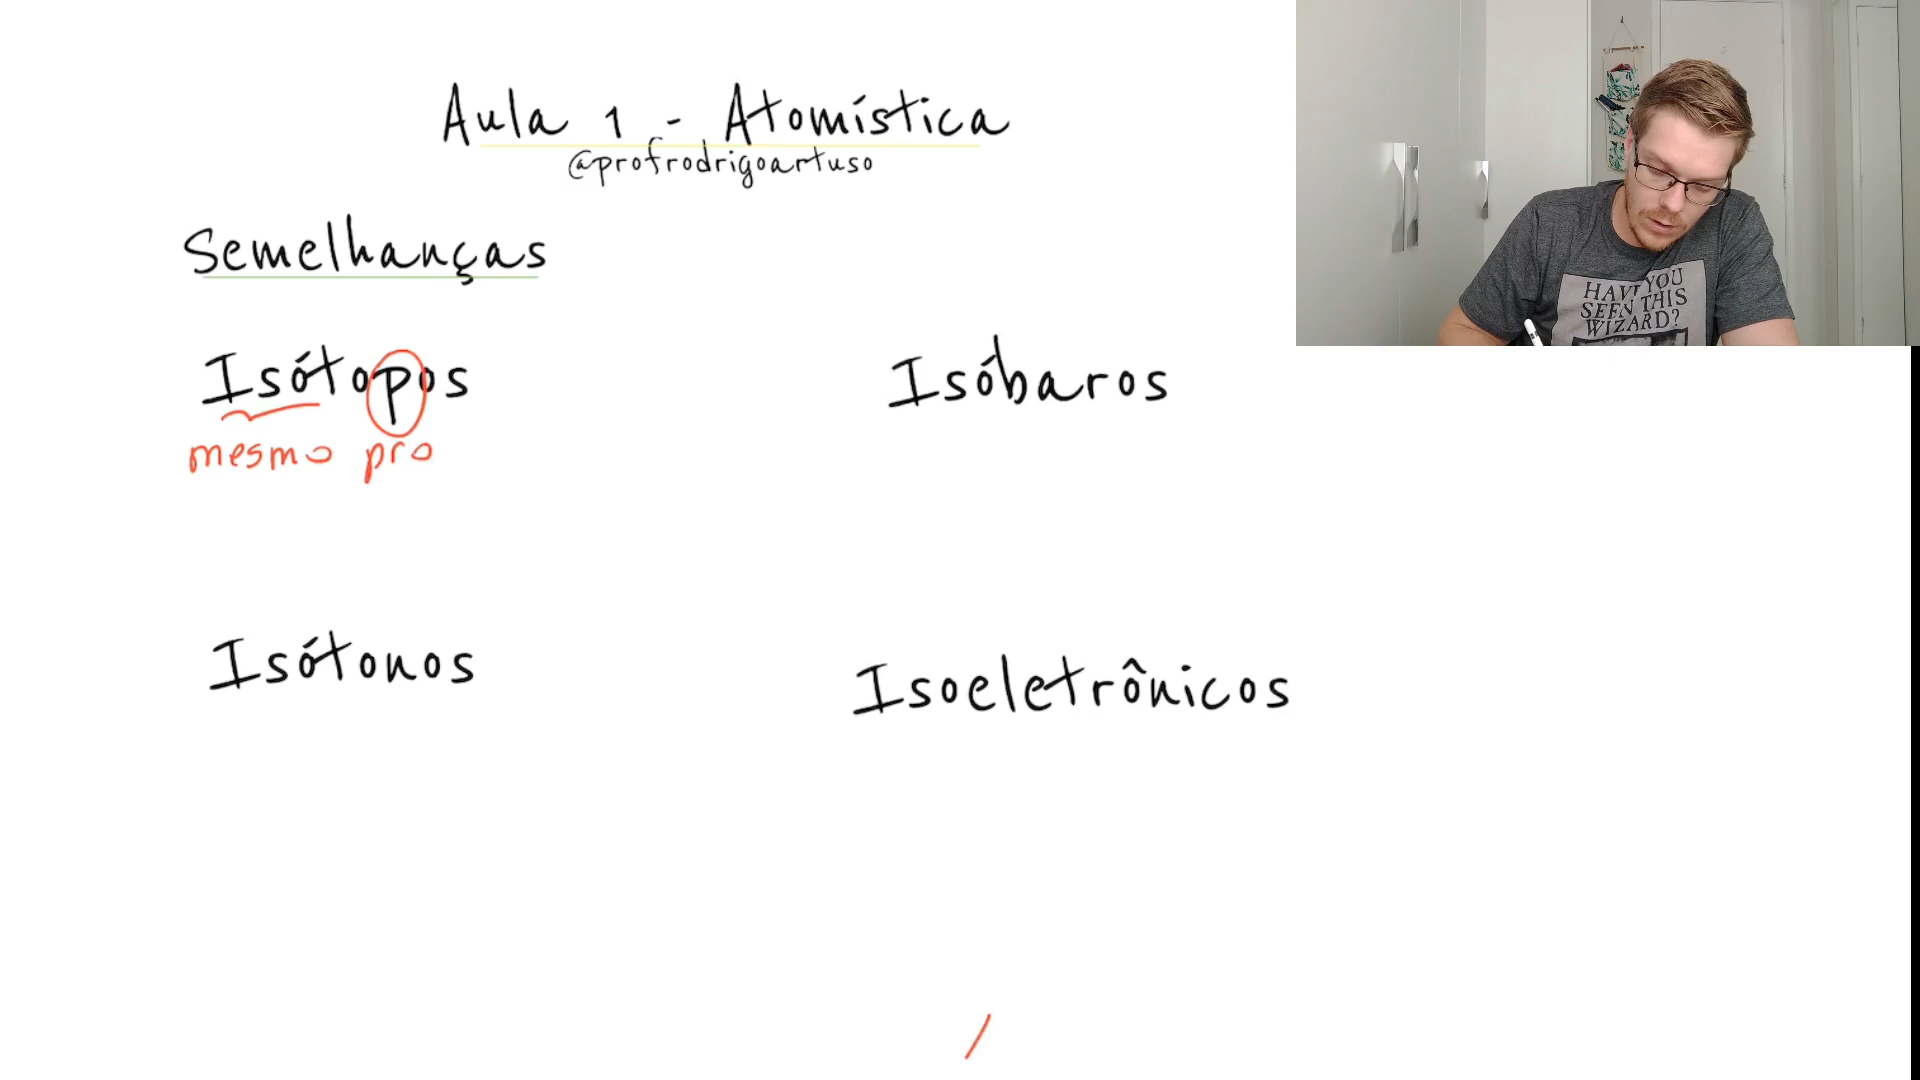 Aula 1 - Atomística
@profrodrigoartuso
Semelhanças
Isótopos
mesmo pro
Isóbaros
Isótonos
Isoeletrônicos
HAVE YOU
SEEN THIS
WIZARD?